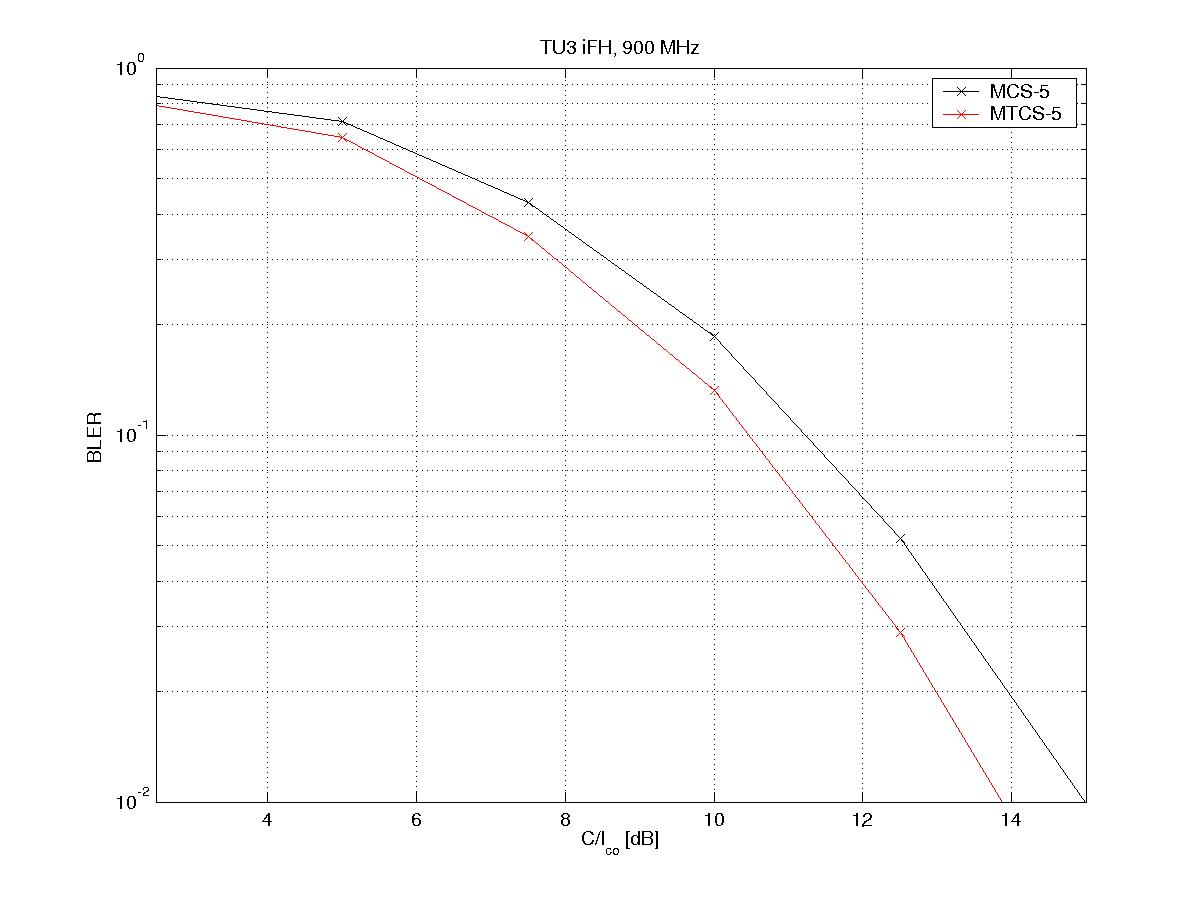 TU3 iFH, 900 MHz
MCS-5
MTCS-5
10^0
10^-1
10^-2
BLER
4 6 8 10 12 14
C/I_co [dB]